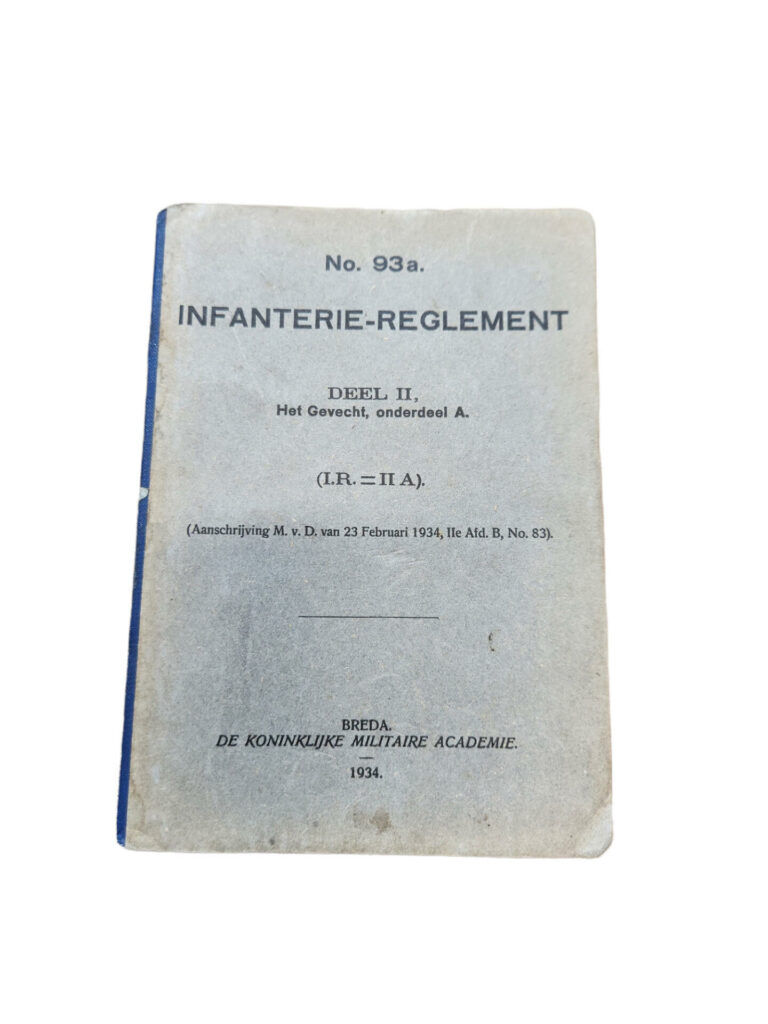 No. 93a.
INFANTERIE-REGLEMENT
DEEL II,
Het Gevecht, onderdeel A.
(I.R. = II A).
(Aanschrijving M. v. D. van 23 Februari 1934, IIe Afd. B, No. 83).
BREDA.
DE KONINKLIJKE MILITAIRE ACADEMIE.
1934.